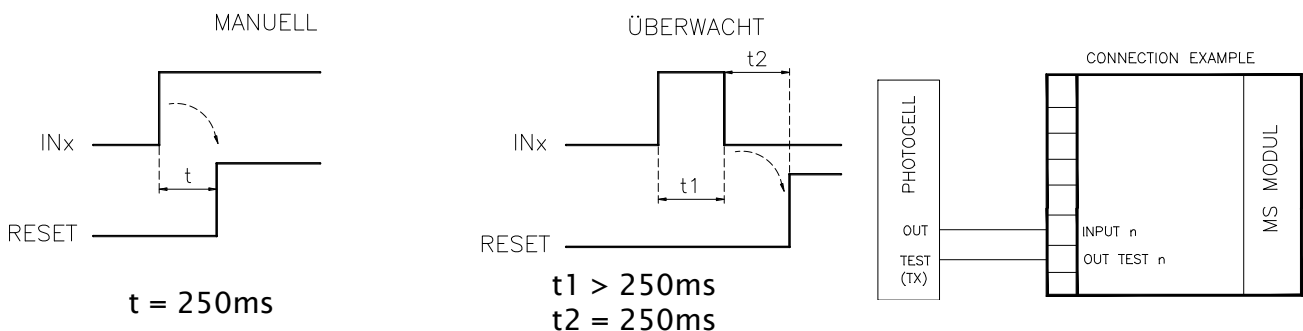 MANUELL
INx
t
RESET
t = 250ms
ÜBERWACHT
t2
INx
t1
RESET
t1 > 250ms
t2 = 250ms
CONNECTION EXAMPLE
PHOTOCELL
OUT
TEST
(TX)
INPUT n
OUT TEST n
MS MODUL